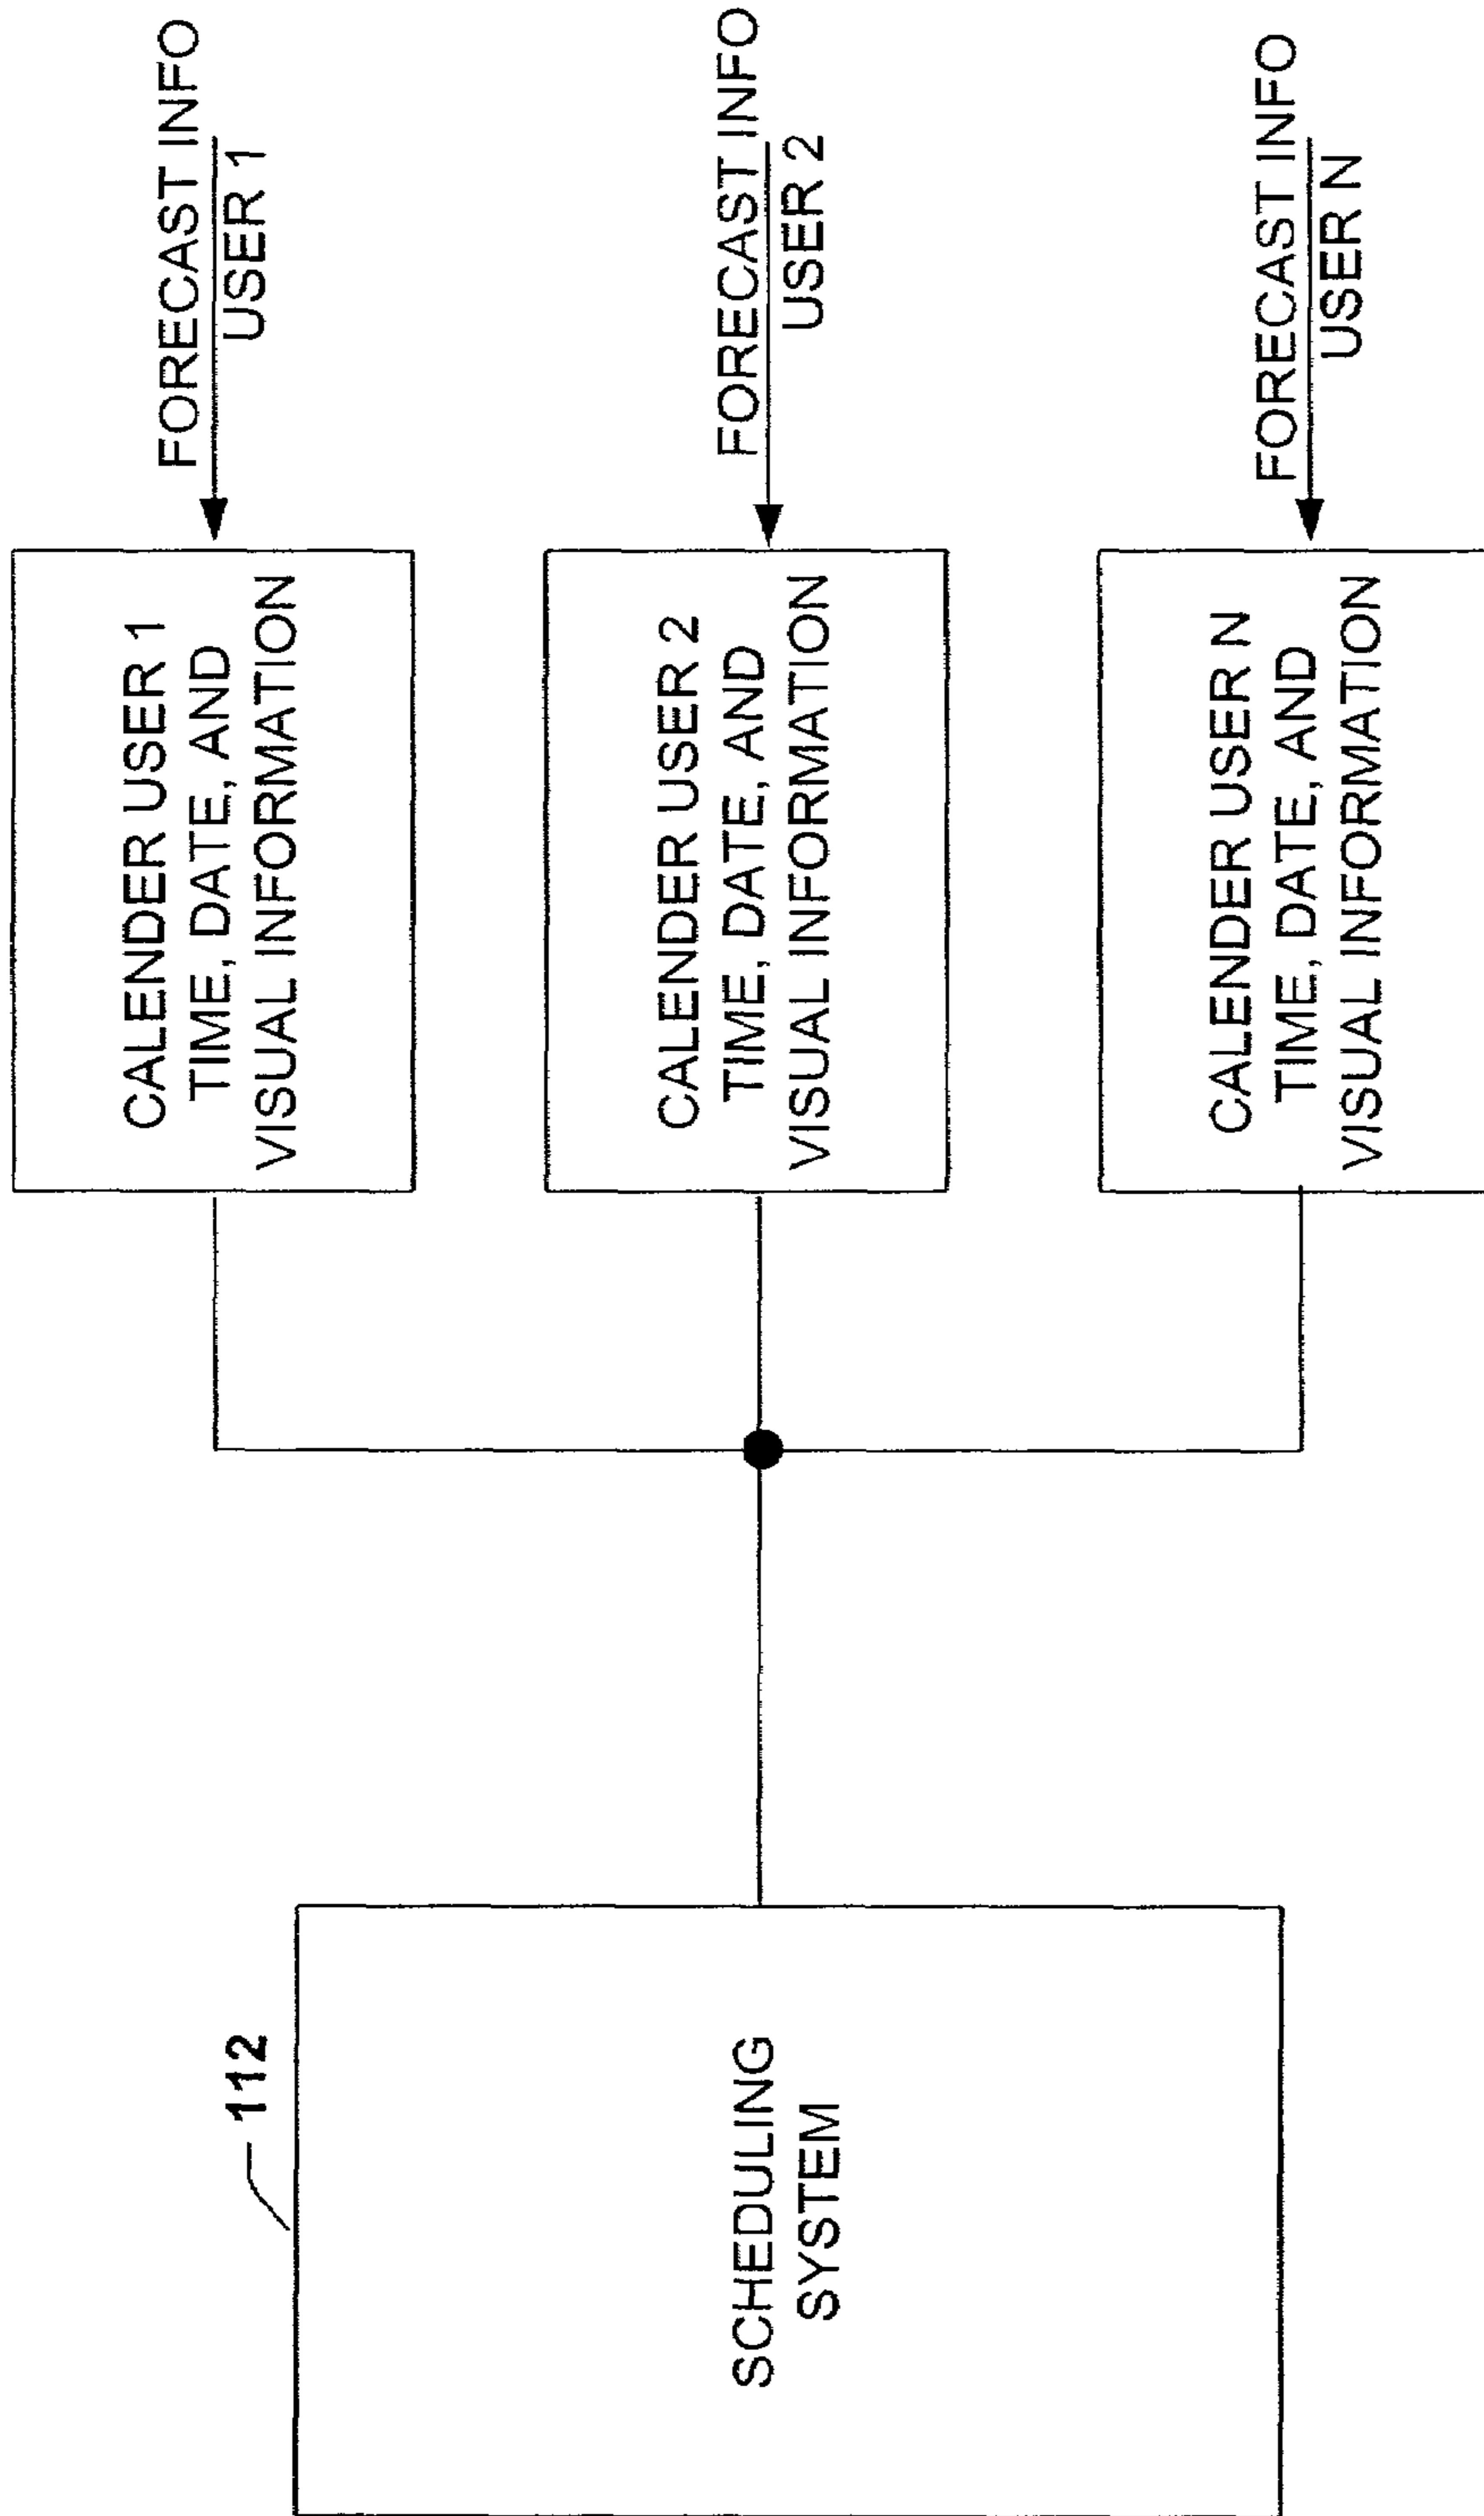 112
SCHEDULING
SYSTEM
CALENDER USER 1
TIME, DATE, AND
VISUAL INFORMATION
FORECAST INFO
USER 1
CALENDER USER 2
TIME, DATE, AND
VISUAL INFORMATION
FORECAST INFO
USER 2
CALENDER USER N
TIME, DATE, AND
VISUAL INFORMATION
FORECAST INFO
USER N